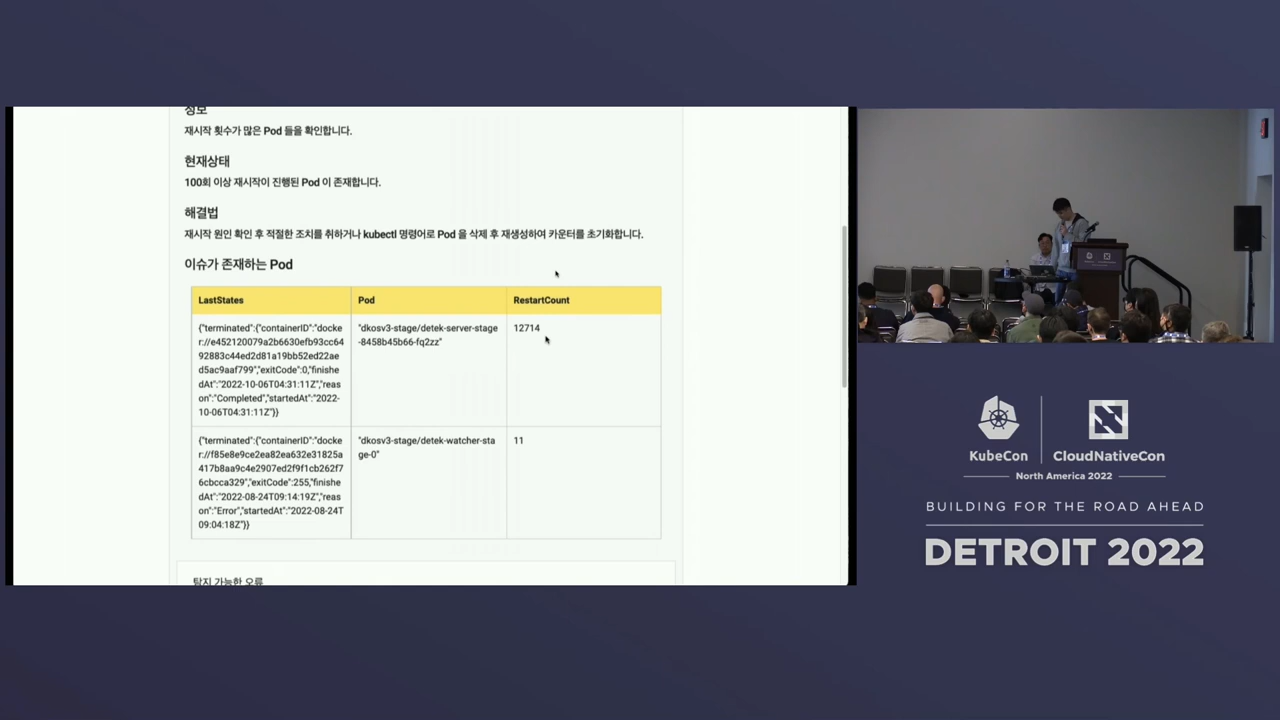 정보
재시작 횟수가 많은 Pod 들을 확인합니다.
현재상태
100회 이상 재시작이 진행된 Pod 이 존재합니다.
해결법
재시작 원인 확인 후 적절한 조치를 취하거나 kubectl 명령어로 Pod 을 삭제 후 재생성하여 카운터를 초기화합니다.
이슈가 존재하는 Pod
LastStates Pod RestartCount
{"terminated":{"containerID":"docke
r://e452120079a2b6630efb93cc64
92883c44ed2d81a19bb52ed22ae
d5ac9aaf799","exitCode":0,"finishe
dAt":"2022-10-06T04:31:11Z","reas
on":"Completed","startedAt":"2022-
10-06T04:31:11Z"}}
"dkosv3-stage/detek-server-stage
-8458b45b66-fq2zz"
12714
{"terminated":{"containerID":"docke
r://f85e8e9ce2ea82ea632e31825a
417b8aa9c4e2907ed2f9f1cb262f7
6cbcca329","exitCode":255,"finishe
dAt":"2022-08-24T09:14:19Z","reas
on":"Error","startedAt":"2022-08-24T
09:04:18Z"}}
"dkosv3-stage/detek-watcher-sta
ge-0"
11
탐지 가능한 오류
KubeCon CloudNativeCon
North America 2022
BUILDING FOR THE ROAD AHEAD
DETROIT 2022